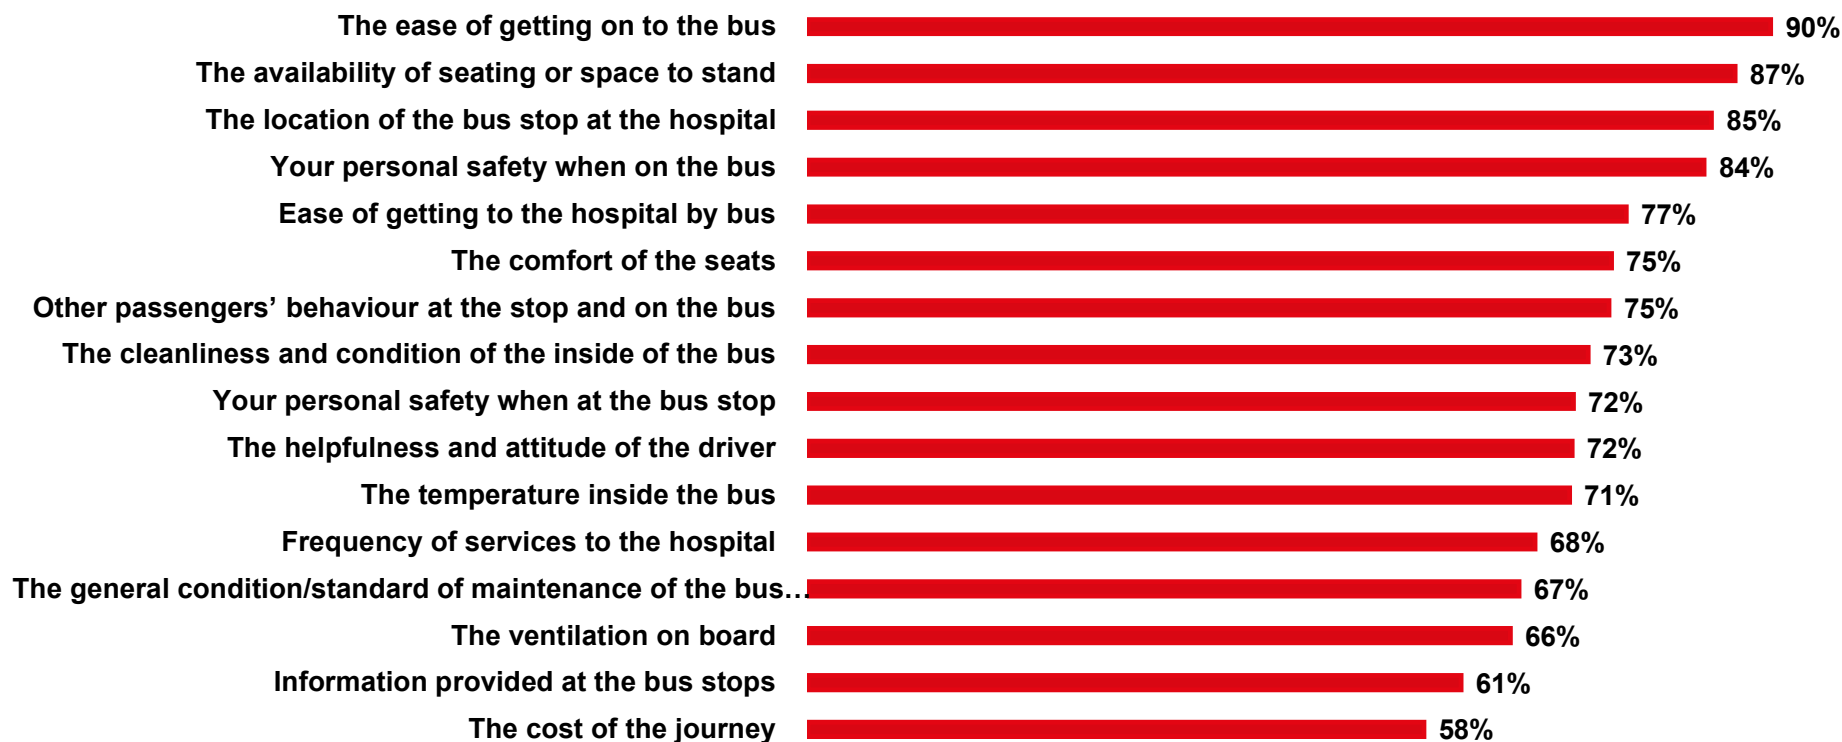 The ease of getting on to the bus 90%
The availability of seating or space to stand 87%
The location of the bus stop at the hospital 85%
Your personal safety when on the bus 84%
Ease of getting to the hospital by bus 77%
The comfort of the seats 75%
Other passengers’ behaviour at the stop and on the bus 75%
The cleanliness and condition of the inside of the bus 73%
Your personal safety when at the bus stop 72%
The helpfulness and attitude of the driver 72%
The temperature inside the bus 71%
Frequency of services to the hospital 68%
The general condition/standard of maintenance of the bus… 67%
The ventilation on board 66%
Information provided at the bus stops 61%
The cost of the journey 58%